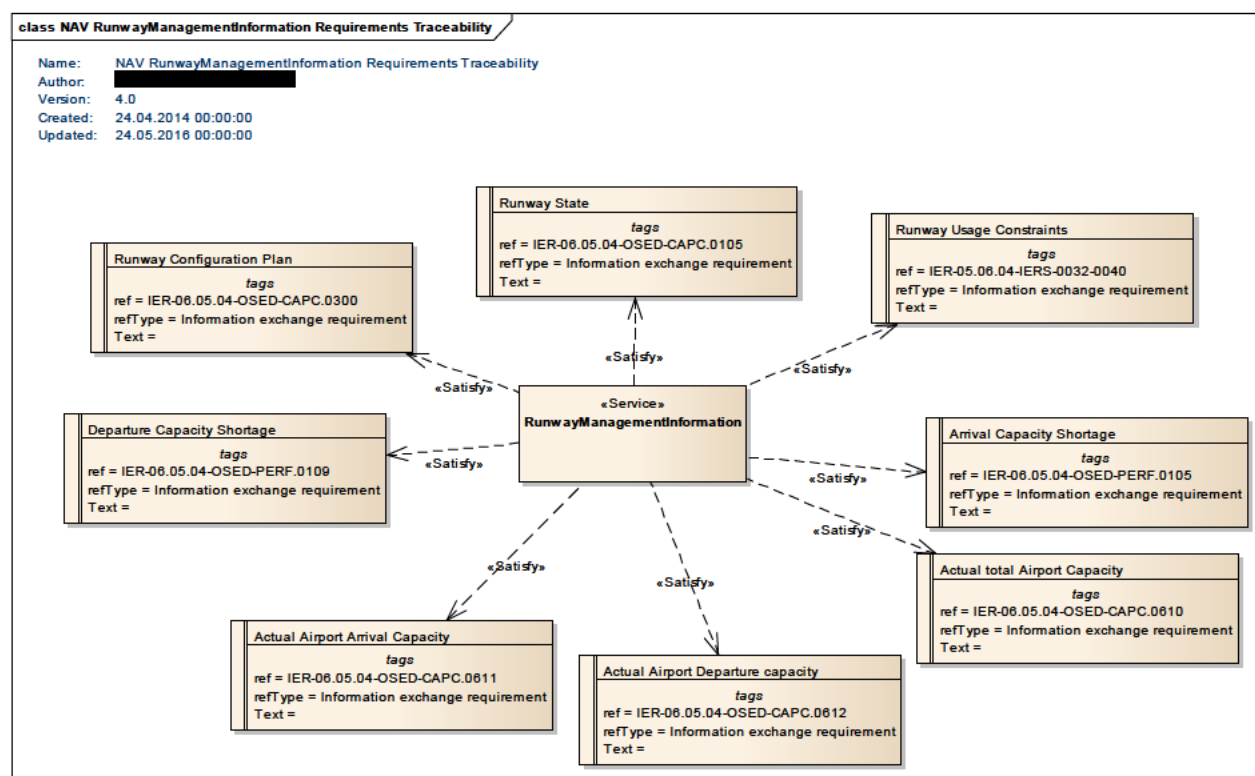 class NAV RunwayManagementInformation Requirements Traceability
Name: NAV RunwayManagementInformation Requirements Traceability
Author:
Version: 4.0
Created: 24.04.2014 00:00:00
Updated: 24.05.2016 00:00:00
Runway State
tags
ref = IER-06.05.04-OSED-CAPC.0105
refType = Information exchange requirement
Text =
Runway Usage Constraints
tags
ref = IER-05.06.04-IERS-0032-0040
refType = Information exchange requirement
Text =
Runway Configuration Plan
tags
ref = IER-06.05.04-OSED-CAPC.0300
refType = Information exchange requirement
Text =
«Satisfy»
«Satisfy»
«Satisfy»
«Service»
RunwayManagementInformation
Departure Capacity Shortage
tags
ref = IER-06.05.04-OSED-PERF.0109
refType = Information exchange requirement
Text =
«Satisfy»
Arrival Capacity Shortage
tags
ref = IER-06.05.04-OSED-PERF.0105
refType = Information exchange requirement
Text =
«Satisfy»
«Satisfy»
Actual total Airport Capacity
tags
ref = IER-06.05.04-OSED-CAPC.0610
refType = Information exchange requirement
Text =
«Satisfy»
«Satisfy»
Actual Airport Arrival Capacity
tags
ref = IER-06.05.04-OSED-CAPC.0611
refType = Information exchange requirement
Text =
Actual Airport Departure capacity
tags
ref = IER-06.05.04-OSED-CAPC.0612
refType = Information exchange requirement
Text =